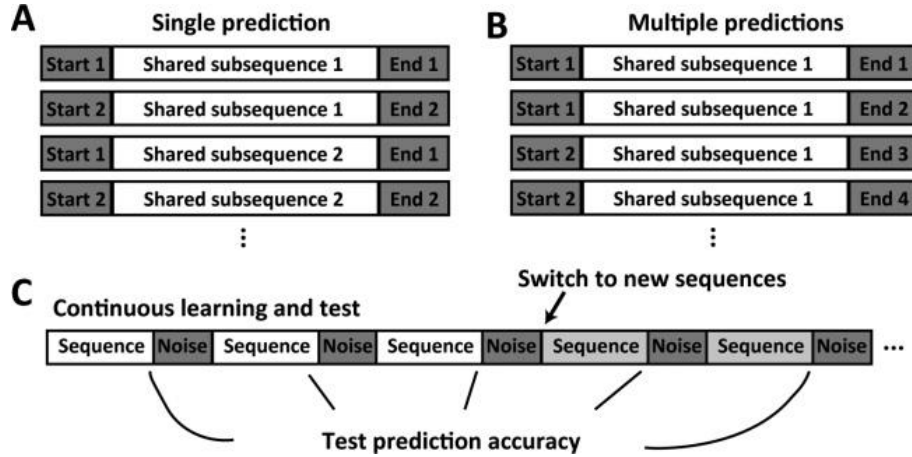 A
Single prediction
Start 1 Shared subsequence 1 End 1
Start 2 Shared subsequence 1 End 2
Start 1 Shared subsequence 2 End 1
Start 2 Shared subsequence 2 End 2
...
B
Multiple predictions
Start 1 Shared subsequence 1 End 1
Start 1 Shared subsequence 1 End 2
Start 2 Shared subsequence 1 End 3
Start 2 Shared subsequence 1 End 4
...
C
Switch to new sequences
Continuous learning and test
Sequence Noise Sequence Noise Sequence Noise Sequence Noise Sequence Noise ...
Test prediction accuracy